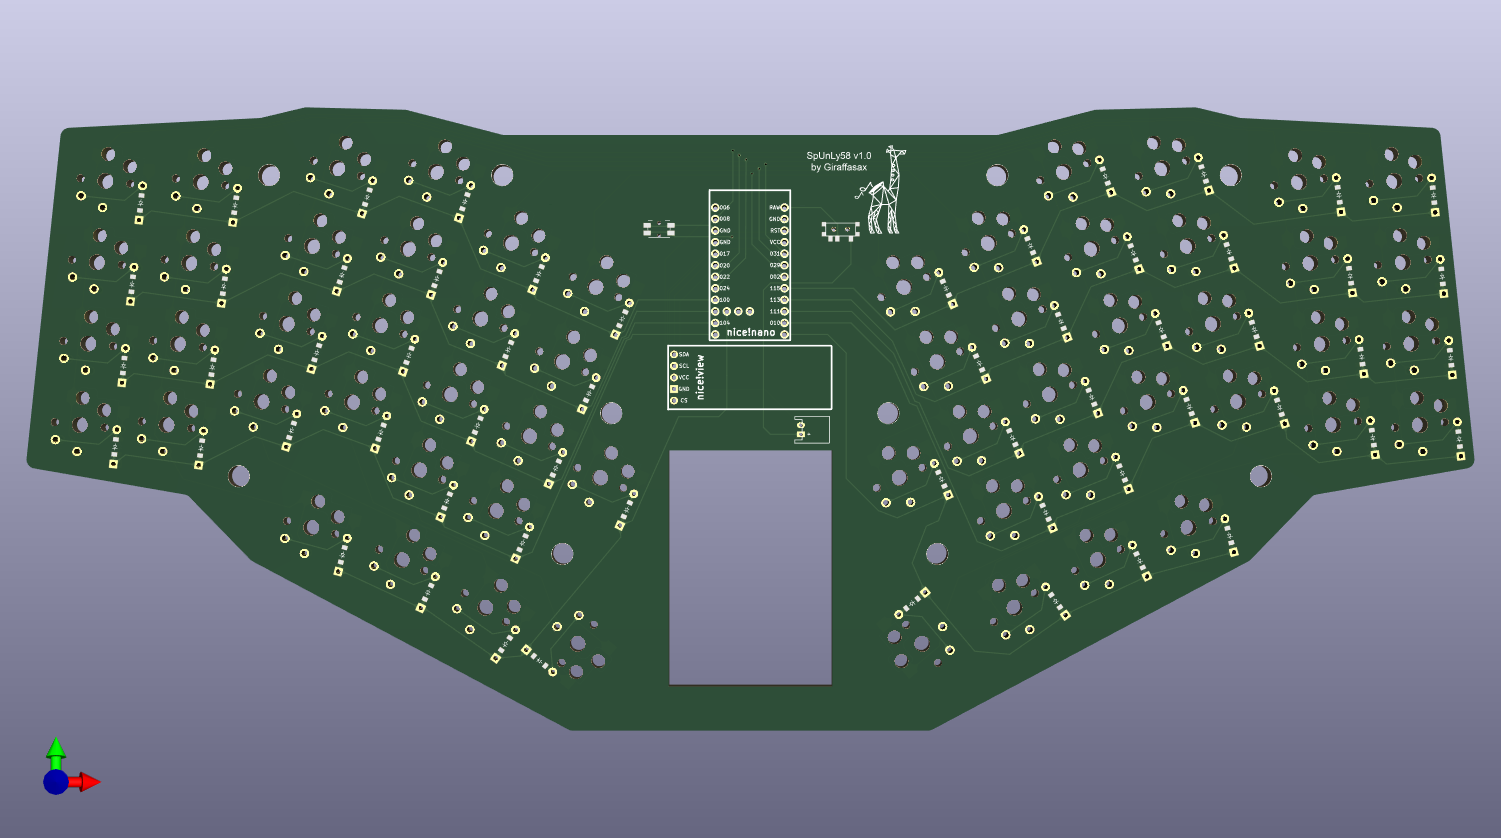 SpUnLy58 v1.0
by Giraffasax
006 RAW
008 GND
GND RST
GND VCC
017 031
020 029
022 002
024 115
100 113
111
104 010
nice!nano
SDA
SCL
VCC
GND
CS
nice!view
+